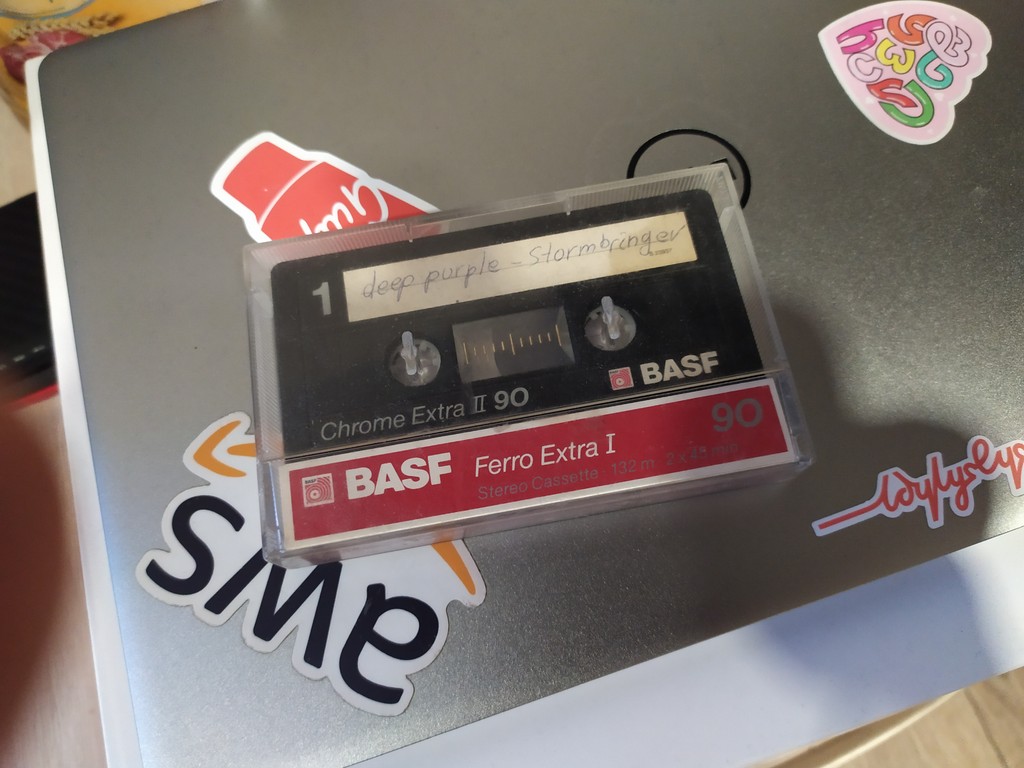 1
deep purple - Stormbringer
BASF
Chrome Extra II 90
BASF
Ferro Extra I
90
Stereo Cassette · 132 m · 2 x 45 min
aws